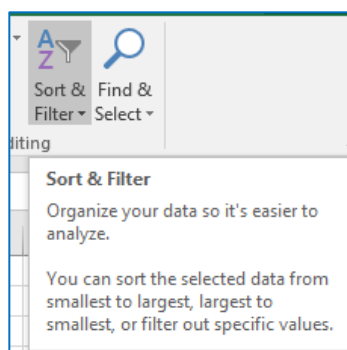 A
Z
Sort & Find &
Filter Select
diting
Sort & Filter
Organize your data so it's easier to
analyze.
You can sort the selected data from
smallest to largest, largest to
smallest, or filter out specific values.